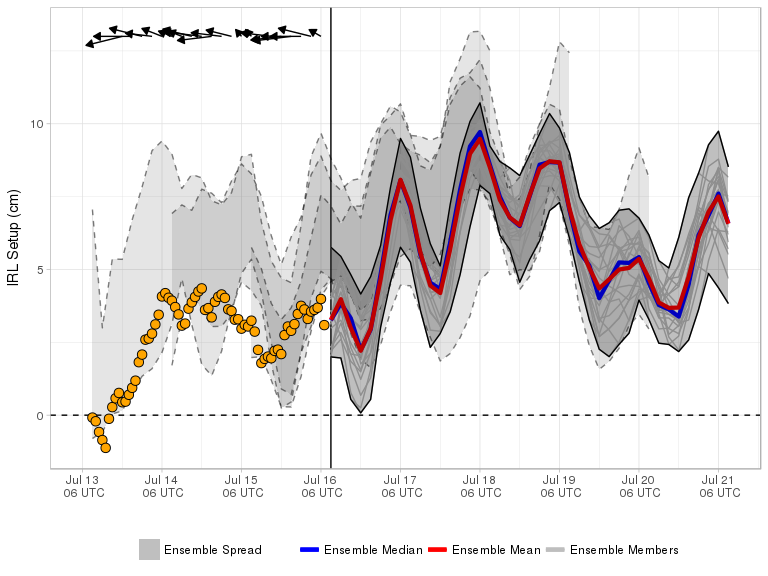 IRL Setup (cm)
10
5
0
Jul 13 Jul 14 Jul 15 Jul 16 Jul 17 Jul 18 Jul 19 Jul 20 Jul 21
06 UTC 06 UTC 06 UTC 06 UTC 06 UTC 06 UTC 06 UTC 06 UTC 06 UTC
Ensemble Spread Ensemble Median Ensemble Mean Ensemble Members